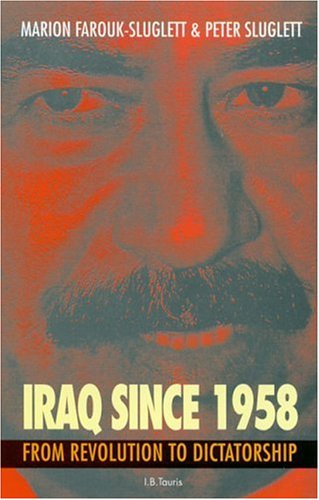 MARION FAROUK-SLUGLETT & PETER SLUGLETT
IRAQ SINCE 1958
FROM REVOLUTION TO DICTATORSHIP
I.B.Tauris